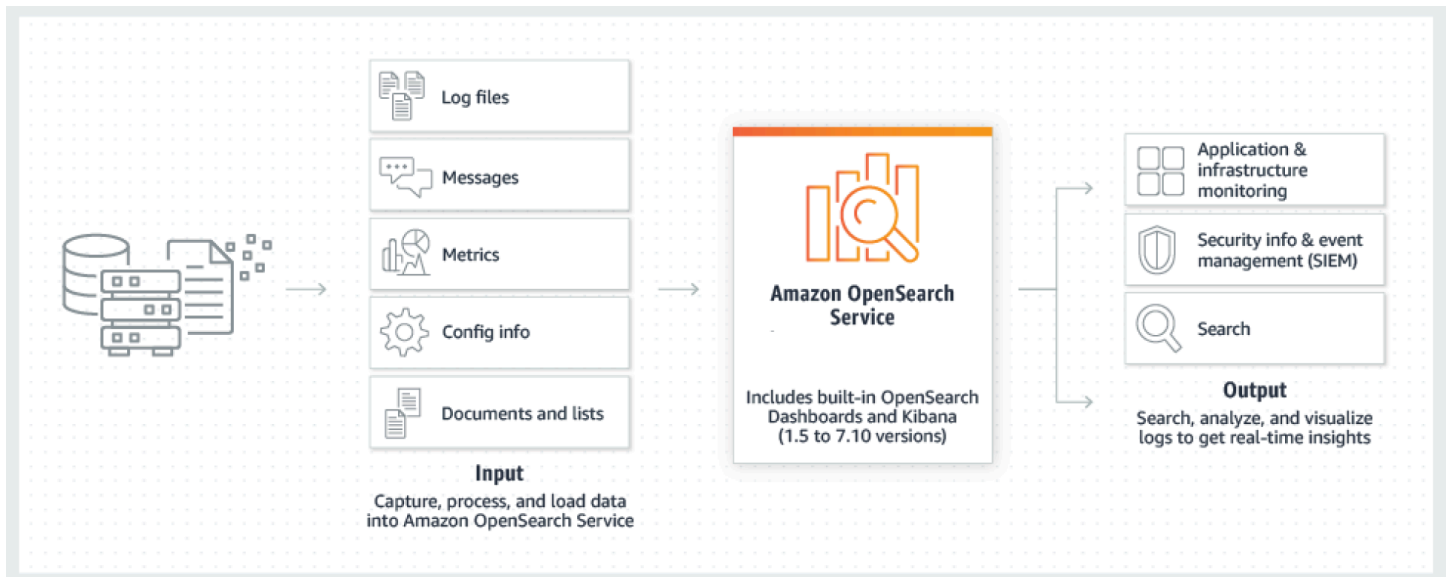 Log files
Messages
Metrics
Config info
Documents and lists
Input
Capture, process, and load data
into Amazon OpenSearch Service
Amazon OpenSearch
Service
Includes built-in OpenSearch
Dashboards and Kibana
(1.5 to 7.10 versions)
Application &
infrastructure
monitoring
Security info & event
management (SIEM)
Search
Output
Search, analyze, and visualize
logs to get real-time insights